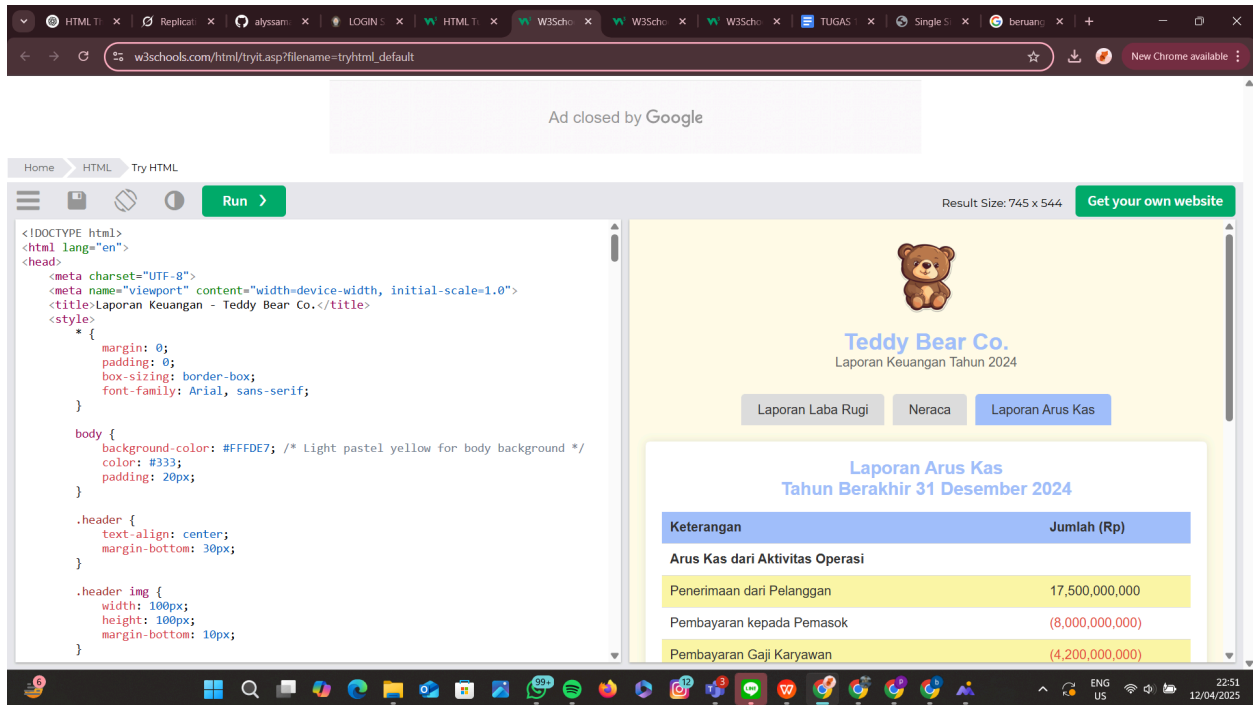 HTML Th
Replicati
alyssama
LOGIN S
HTML Tu
W3Scho
W3Scho
W3Scho
TUGAS 1
Single S
beruang
w3schools.com/html/tryit.asp?filename=tryhtml_default
New Chrome available
Ad closed by Google
Home
HTML
Try HTML
Run ❯
Result Size: 745 x 544
Get your own website
<!DOCTYPE html>
<html lang="en">
<head>
    <meta charset="UTF-8">
    <meta name="viewport" content="width=device-width, initial-scale=1.0">
    <title>Laporan Keuangan - Teddy Bear Co.</title>
    <style>
        * {
            margin: 0;
            padding: 0;
            box-sizing: border-box;
            font-family: Arial, sans-serif;
        }
        body {
            background-color: #FFFDE7; /* Light pastel yellow for body background */
            color: #333;
            padding: 20px;
        }
        .header {
            text-align: center;
            margin-bottom: 30px;
        }
        .header img {
            width: 100px;
            height: 100px;
            margin-bottom: 10px;
        }
Teddy Bear Co.
Laporan Keuangan Tahun 2024
Laporan Laba Rugi
Neraca
Laporan Arus Kas
Laporan Arus Kas
Tahun Berakhir 31 Desember 2024
Keterangan Jumlah (Rp)
Arus Kas dari Aktivitas Operasi
Penerimaan dari Pelanggan 17,500,000,000
Pembayaran kepada Pemasok (8,000,000,000)
Pembayaran Gaji Karyawan (4,200,000,000)
6
99+
12
3
ENG
US
22:51
12/04/2025